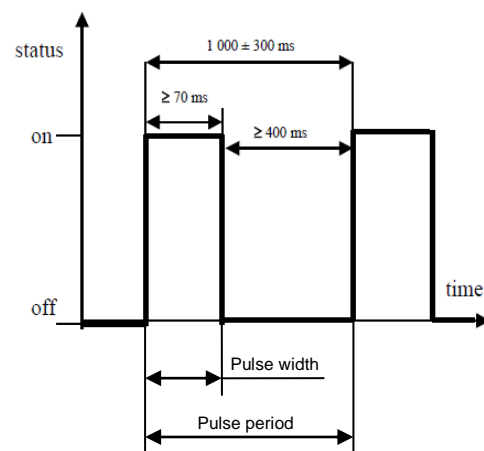 status
1 000 ± 300 ms
≥ 70 ms
≥ 400 ms
on
time
off
Pulse width
Pulse period